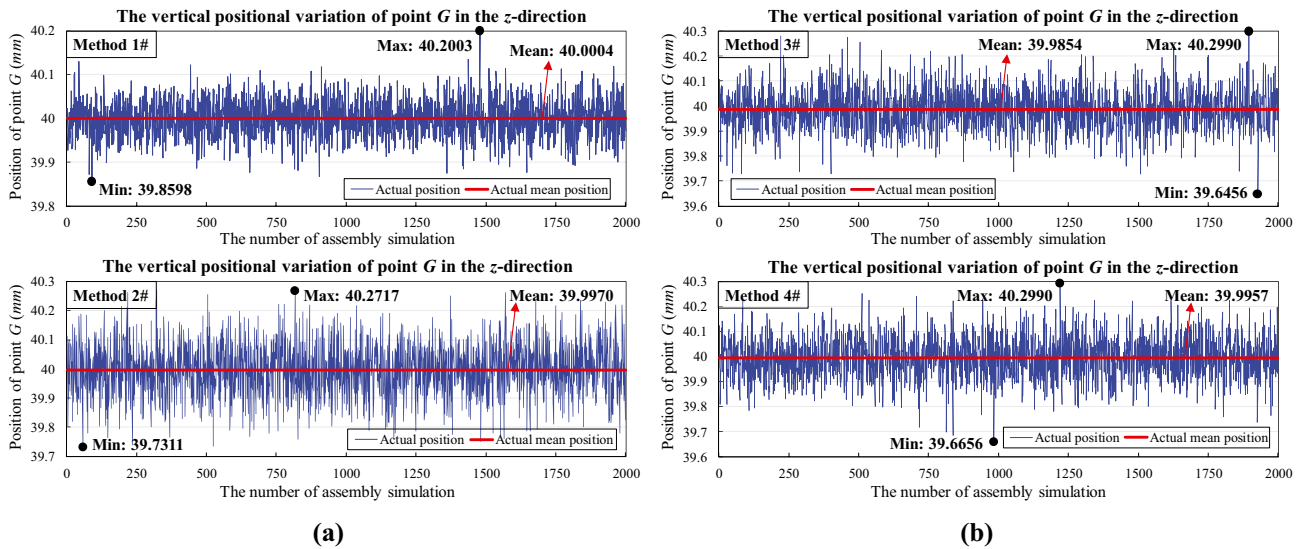 The vertical positional variation of point G in the z-direction
Position of point G (mm)
40.2
40.1
40
39.9
39.8
Method 1#
Max: 40.2003
Mean: 40.0004
Min: 39.8598
Actual position
Actual mean position
0 250 500 750 1000 1250 1500 1750 2000
The number of assembly simulation
The vertical positional variation of point G in the z-direction
Position of point G (mm)
40.3
40.2
40.1
40
39.9
39.8
39.7
Method 2#
Max: 40.2717
Mean: 39.9970
Min: 39.7311
Actual position
Actual mean position
0 250 500 750 1000 1250 1500 1750 2000
The number of assembly simulation
(a)
The vertical positional variation of point G in the z-direction
Position of point G (mm)
40.3
40.2
40.1
40
39.9
39.8
39.7
39.6
Method 3#
Mean: 39.9854
Max: 40.2990
Min: 39.6456
Actual position
Actual mean position
0 250 500 750 1000 1250 1500 1750 2000
The number of assembly simulation
The vertical positional variation of point G in the z-direction
Position of point G (mm)
40.3
40.2
40.1
40
39.9
39.8
39.7
39.6
Method 4#
Max: 40.2990
Mean: 39.9957
Min: 39.6656
Actual position
Actual mean position
0 250 500 750 1000 1250 1500 1750 2000
The number of assembly simulation
(b)